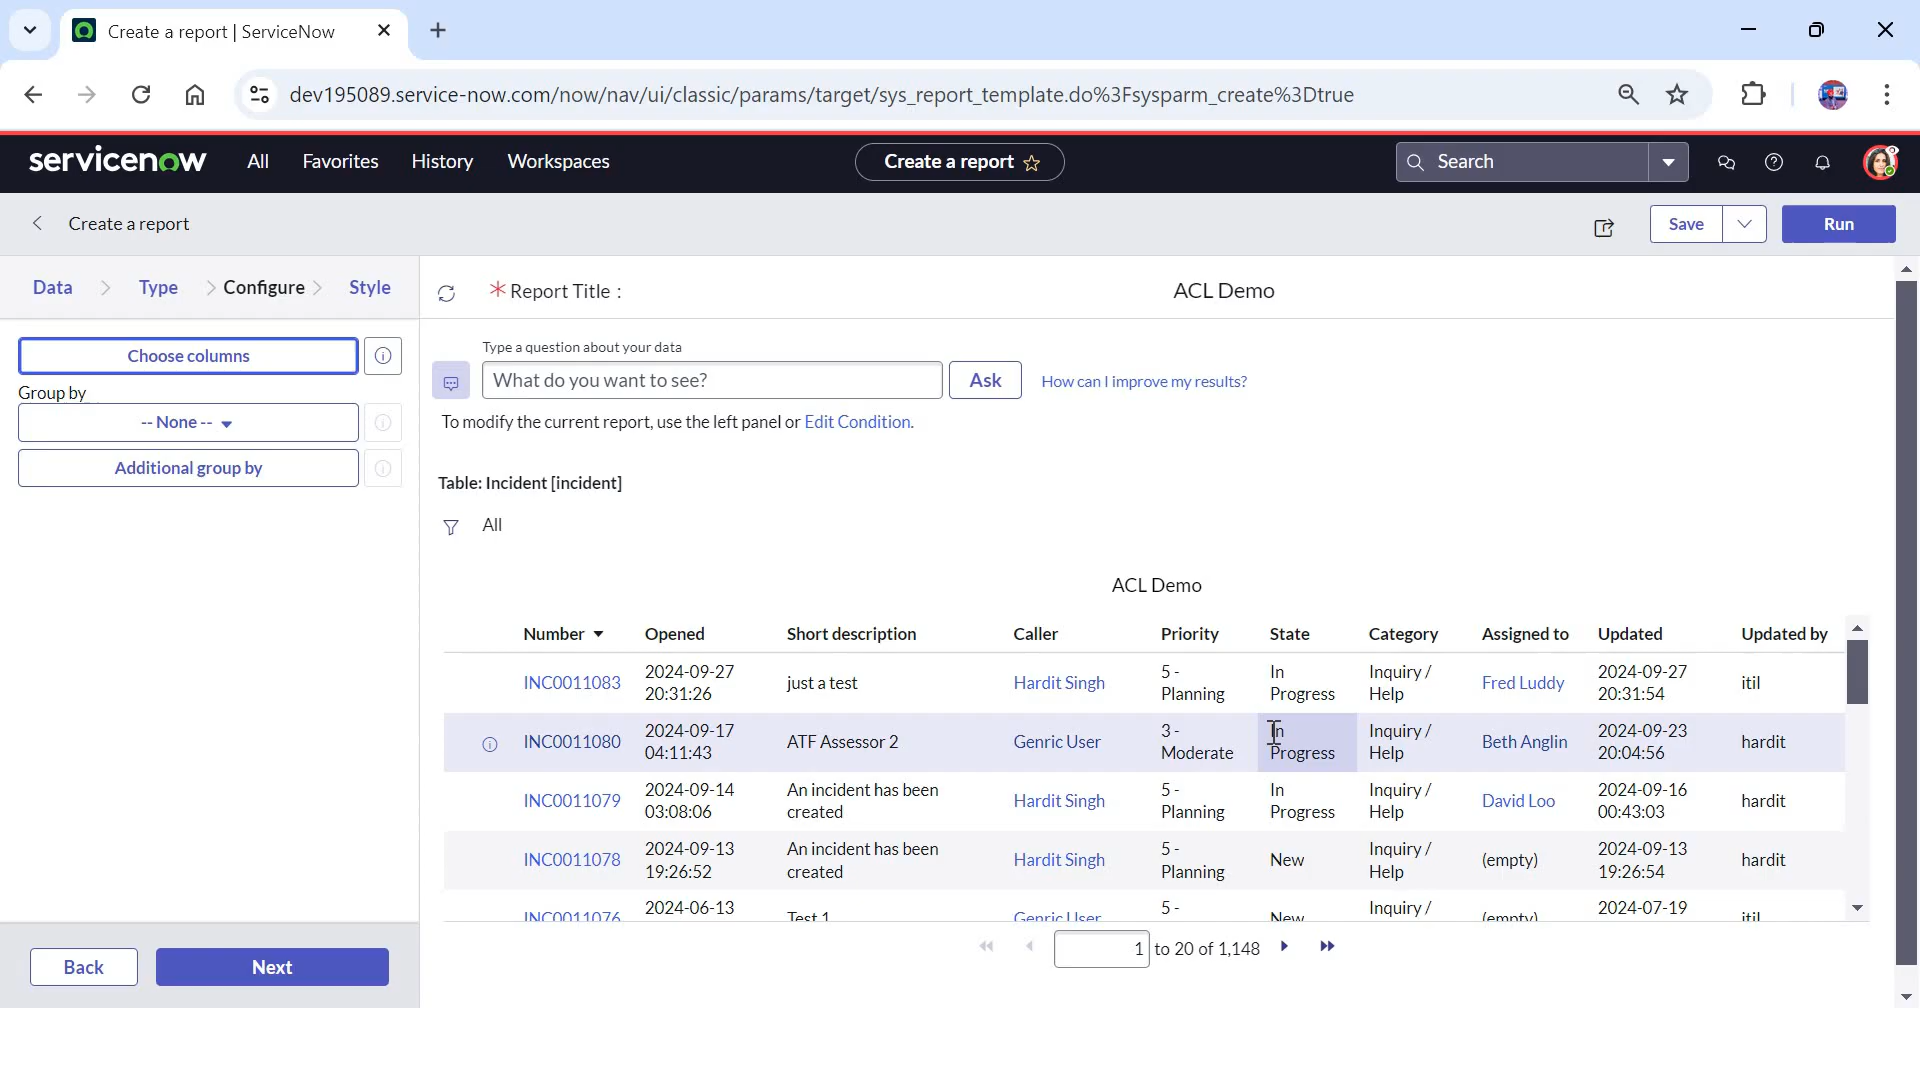 Create a report | ServiceNow
dev195089.service-now.com/now/nav/ui/classic/params/target/sys_report_template.do%3Fsysparm_create%3Dtrue
servicenow All Favorites History Workspaces Create a report Search
Create a report Save Run
Data Type Configure Style
* Report Title : ACL Demo
Choose columns
Group by
-- None --
Additional group by
Type a question about your data
What do you want to see? Ask How can I improve my results?
To modify the current report, use the left panel or Edit Condition.
Table: Incident [incident]
All
ACL Demo
Number Opened Short description Caller Priority State Category Assigned to Updated Updated by
INC0011083 2024-09-27 20:31:26 just a test Hardit Singh 5 - Planning In Progress Inquiry / Help Fred Luddy 2024-09-27 20:31:54 itil
INC0011080 2024-09-17 04:11:43 ATF Assessor 2 Genric User 3 - Moderate In Progress Inquiry / Help Beth Anglin 2024-09-23 20:04:56 hardit
INC0011079 2024-09-14 03:08:06 An incident has been created Hardit Singh 5 - Planning In Progress Inquiry / Help David Loo 2024-09-16 00:43:03 hardit
INC0011078 2024-09-13 19:26:52 An incident has been created Hardit Singh 5 - Planning New Inquiry / Help (empty) 2024-09-13 19:26:54 hardit
INC0011076 2024-06-13 Test 1 Genric User 5 - New Inquiry / (empty) 2024-07-19 itil
1 to 20 of 1,148
Back Next